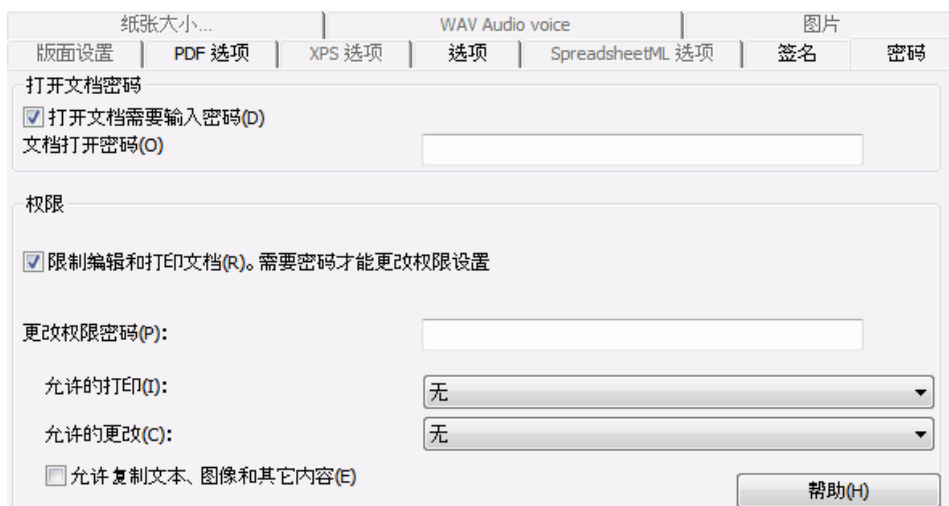 纸张大小... WAV Audio voice 图片
版面设置 PDF 选项 XPS 选项 选项 SpreadsheetML 选项 签名 密码
打开文档密码
打开文档需要输入密码(D)
文档打开密码(O)
权限
限制编辑和打印文档(R)。需要密码才能更改权限设置
更改权限密码(P):
允许的打印(I): 无
允许的更改(C): 无
允许复制文本、图像和其它内容(E)
帮助(H)